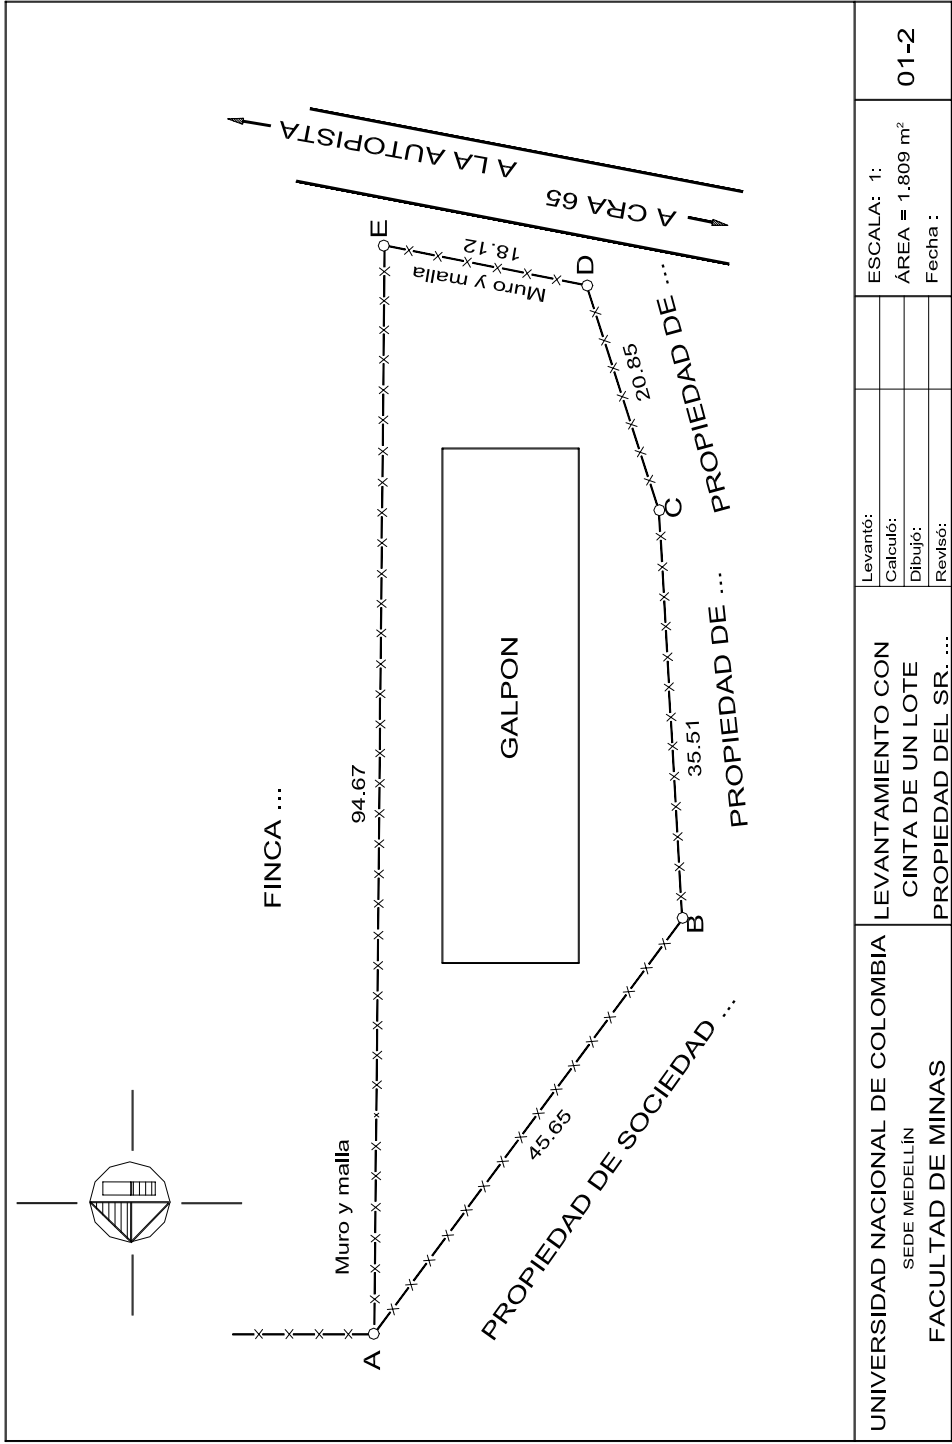 FINCA ...
Muro y malla
94.67
A
E
GALPON
Muro y malla
18.12
A LA AUTOPISTA
A CRA 65
D
20.85
PROPIEDAD DE ...
C
35.51
PROPIEDAD DE ...
B
45.65
PROPIEDAD DE SOCIEDAD ...
UNIVERSIDAD NACIONAL DE COLOMBIA
SEDE MEDELLÍN
FACULTAD DE MINAS
LEVANTAMIENTO CON
CINTA DE UN LOTE
PROPIEDAD DEL SR. ...
Levantó:
Calculó:
Dibujó:
Revisó:
ESCALA: 1:
ÁREA = 1.809 m²
Fecha :
01-2